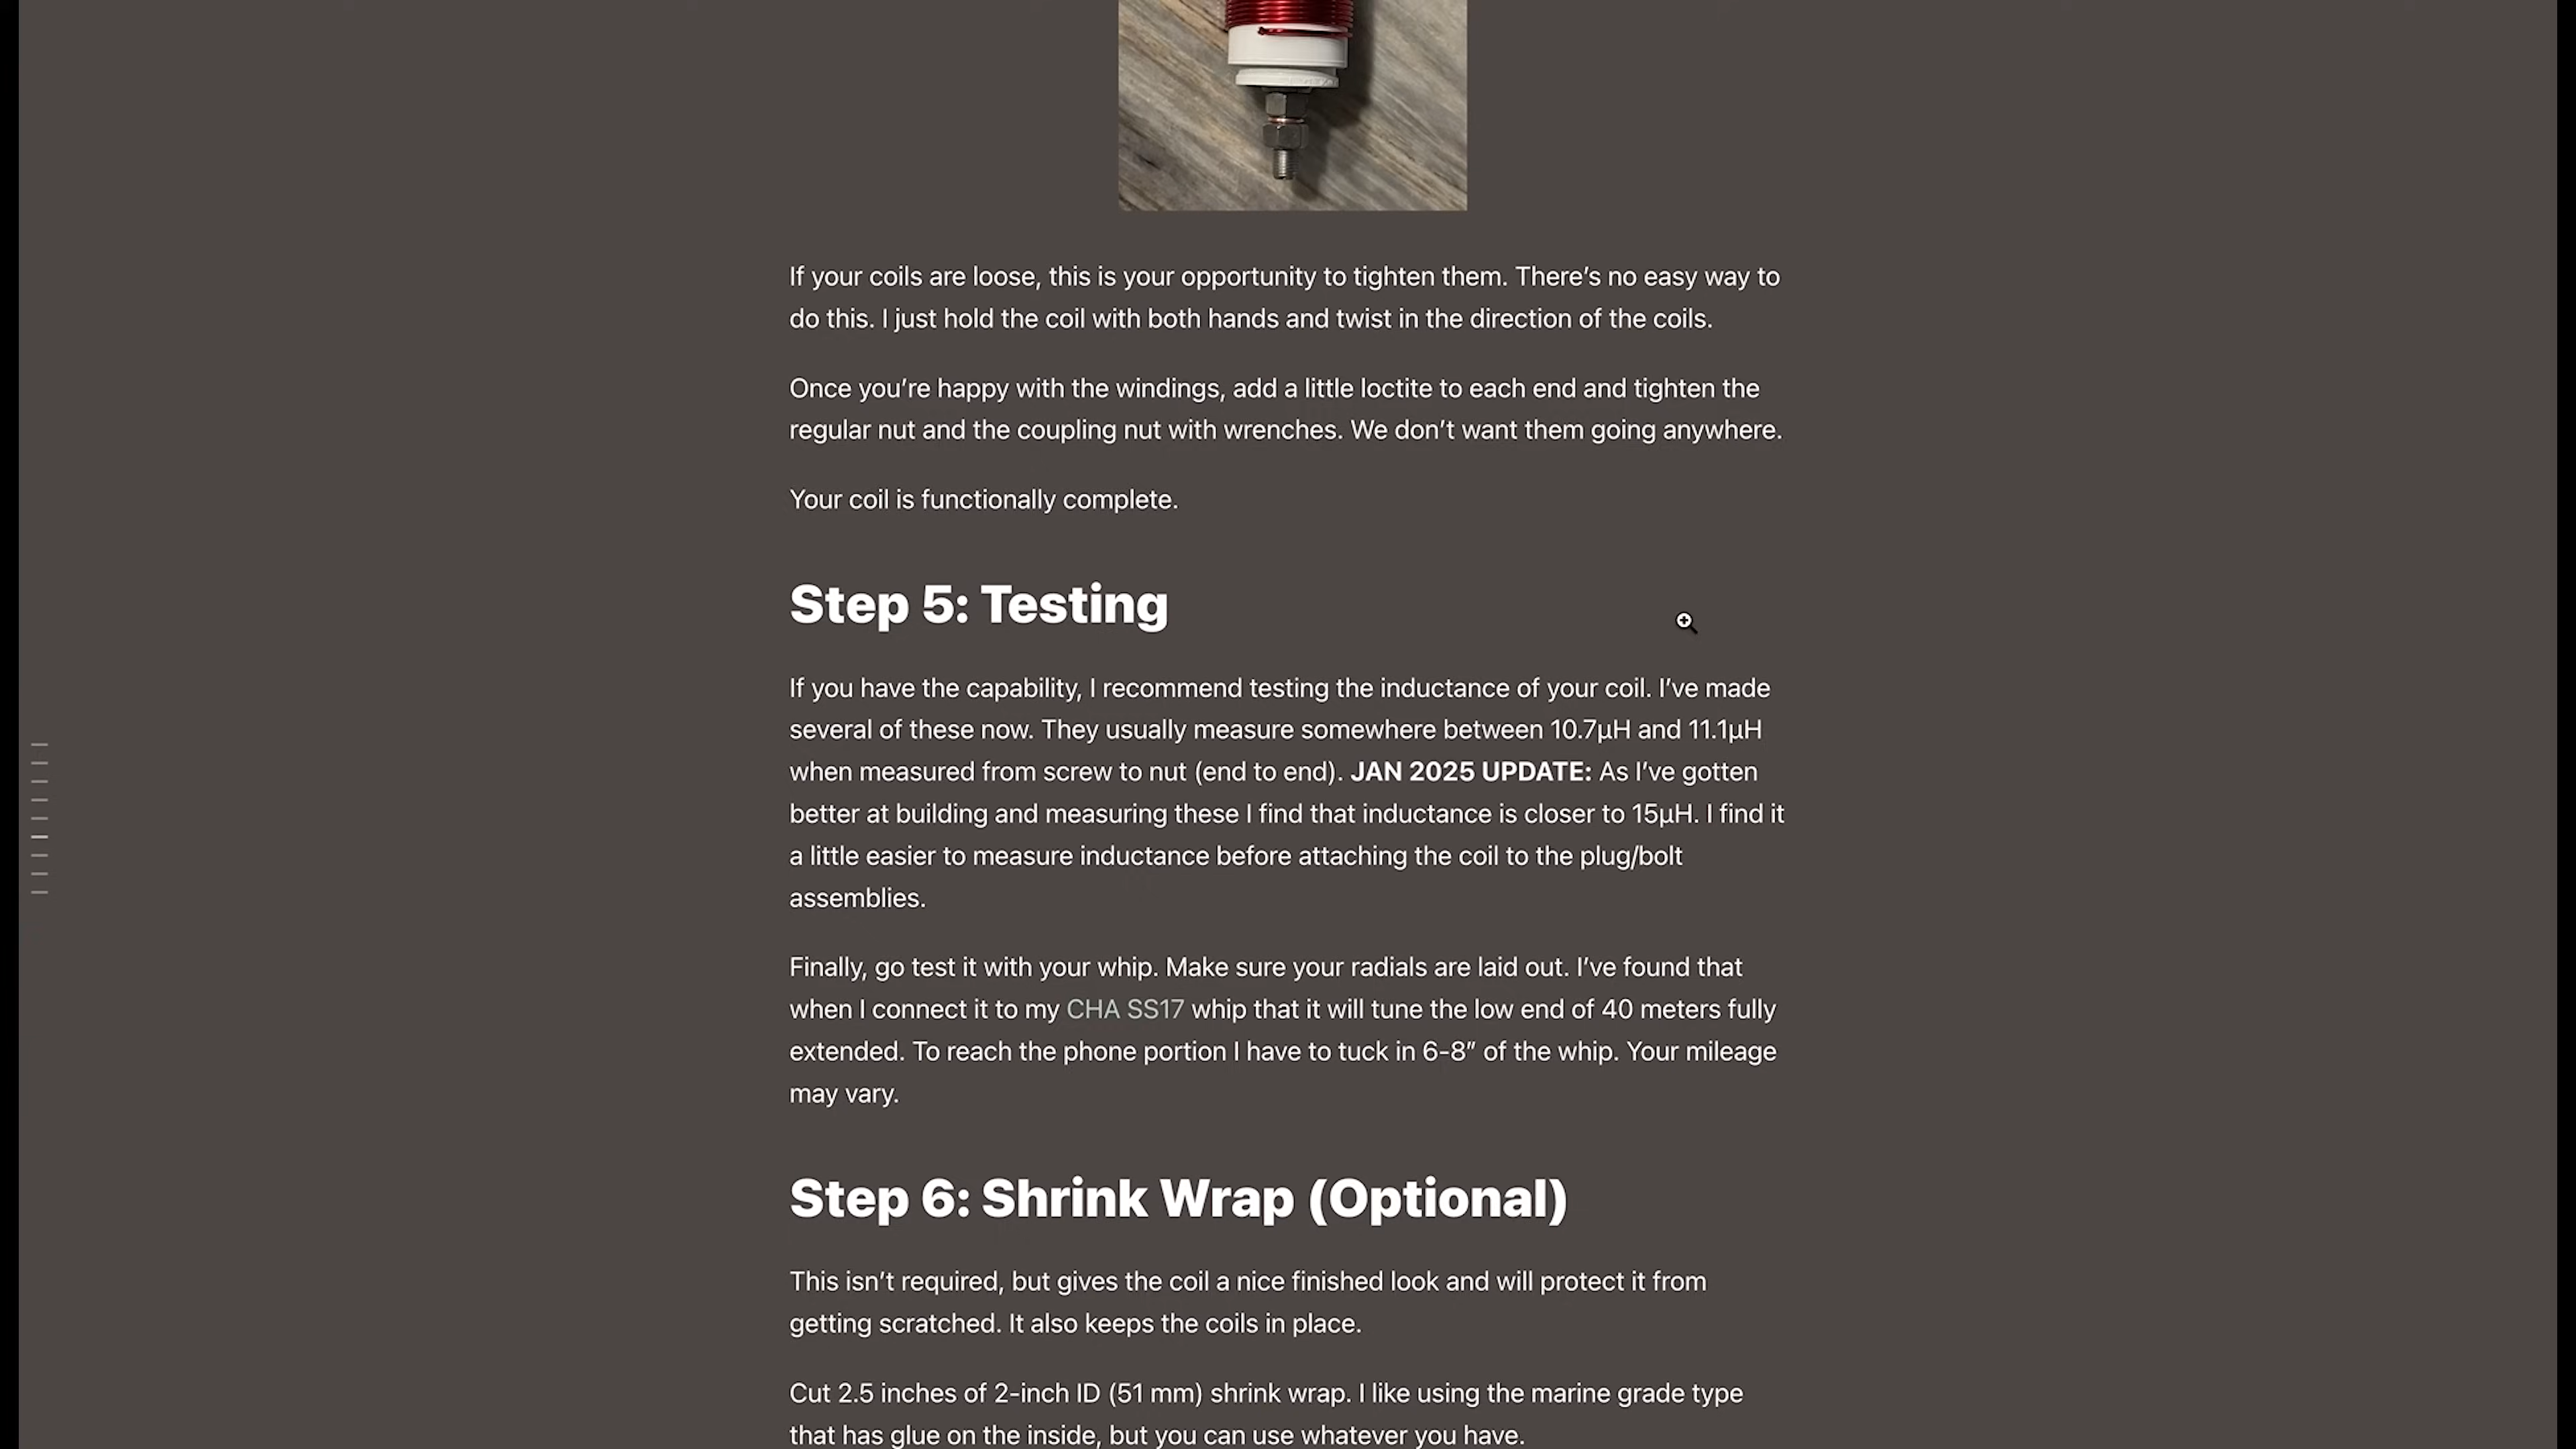 If your coils are loose, this is your opportunity to tighten them. There’s no easy way to
do this. I just hold the coil with both hands and twist in the direction of the coils.
Once you’re happy with the windings, add a little loctite to each end and tighten the
regular nut and the coupling nut with wrenches. We don’t want them going anywhere.
Your coil is functionally complete.
Step 5: Testing
If you have the capability, I recommend testing the inductance of your coil. I’ve made
several of these now. They usually measure somewhere between 10.7μH and 11.1μH
when measured from screw to nut (end to end). JAN 2025 UPDATE: As I’ve gotten
better at building and measuring these I find that inductance is closer to 15μH. I find it
a little easier to measure inductance before attaching the coil to the plug/bolt
assemblies.
Finally, go test it with your whip. Make sure your radials are laid out. I’ve found that
when I connect it to my CHA SS17 whip that it will tune the low end of 40 meters fully
extended. To reach the phone portion I have to tuck in 6-8” of the whip. Your mileage
may vary.
Step 6: Shrink Wrap (Optional)
This isn’t required, but gives the coil a nice finished look and will protect it from
getting scratched. It also keeps the coils in place.
Cut 2.5 inches of 2-inch ID (51 mm) shrink wrap. I like using the marine grade type
that has glue on the inside, but you can use whatever you have.